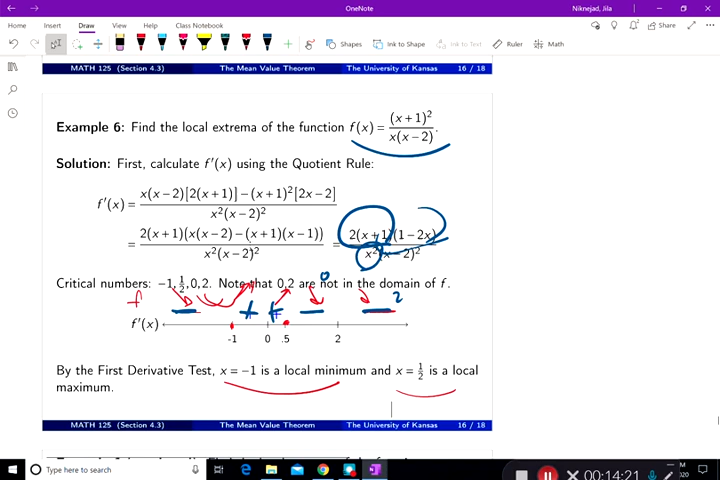 OneNote
Niknejad, Jila
Home Insert Draw View Help Class Notebook
Share
Shapes Ink to Shape Ink to Text Ruler Math
MATH 125 (Section 4.3) The Mean Value Theorem The University of Kansas 16 / 18
Example 6: Find the local extrema of the function f(x) = (x+1)²/x(x−2).
Solution: First, calculate f′(x) using the Quotient Rule:
f′(x) = x(x−2)[2(x+1)]−(x+1)²[2x−2]/x²(x−2)²
= 2(x+1)(x(x−2)−(x+1)(x−1))/x²(x−2)² = 2(x+1)(1−2x)/x²(x−2)²
Critical numbers: −1, ½, 0, 2. Note that 0, 2 are not in the domain of f.
f − + + − −
0 2
f′(x)
-1 0 .5 2
By the First Derivative Test, x = −1 is a local minimum and x = ½ is a local
maximum.
MATH 125 (Section 4.3) The Mean Value Theorem The University of Kansas 16 / 18
Type here to search
00:14:21